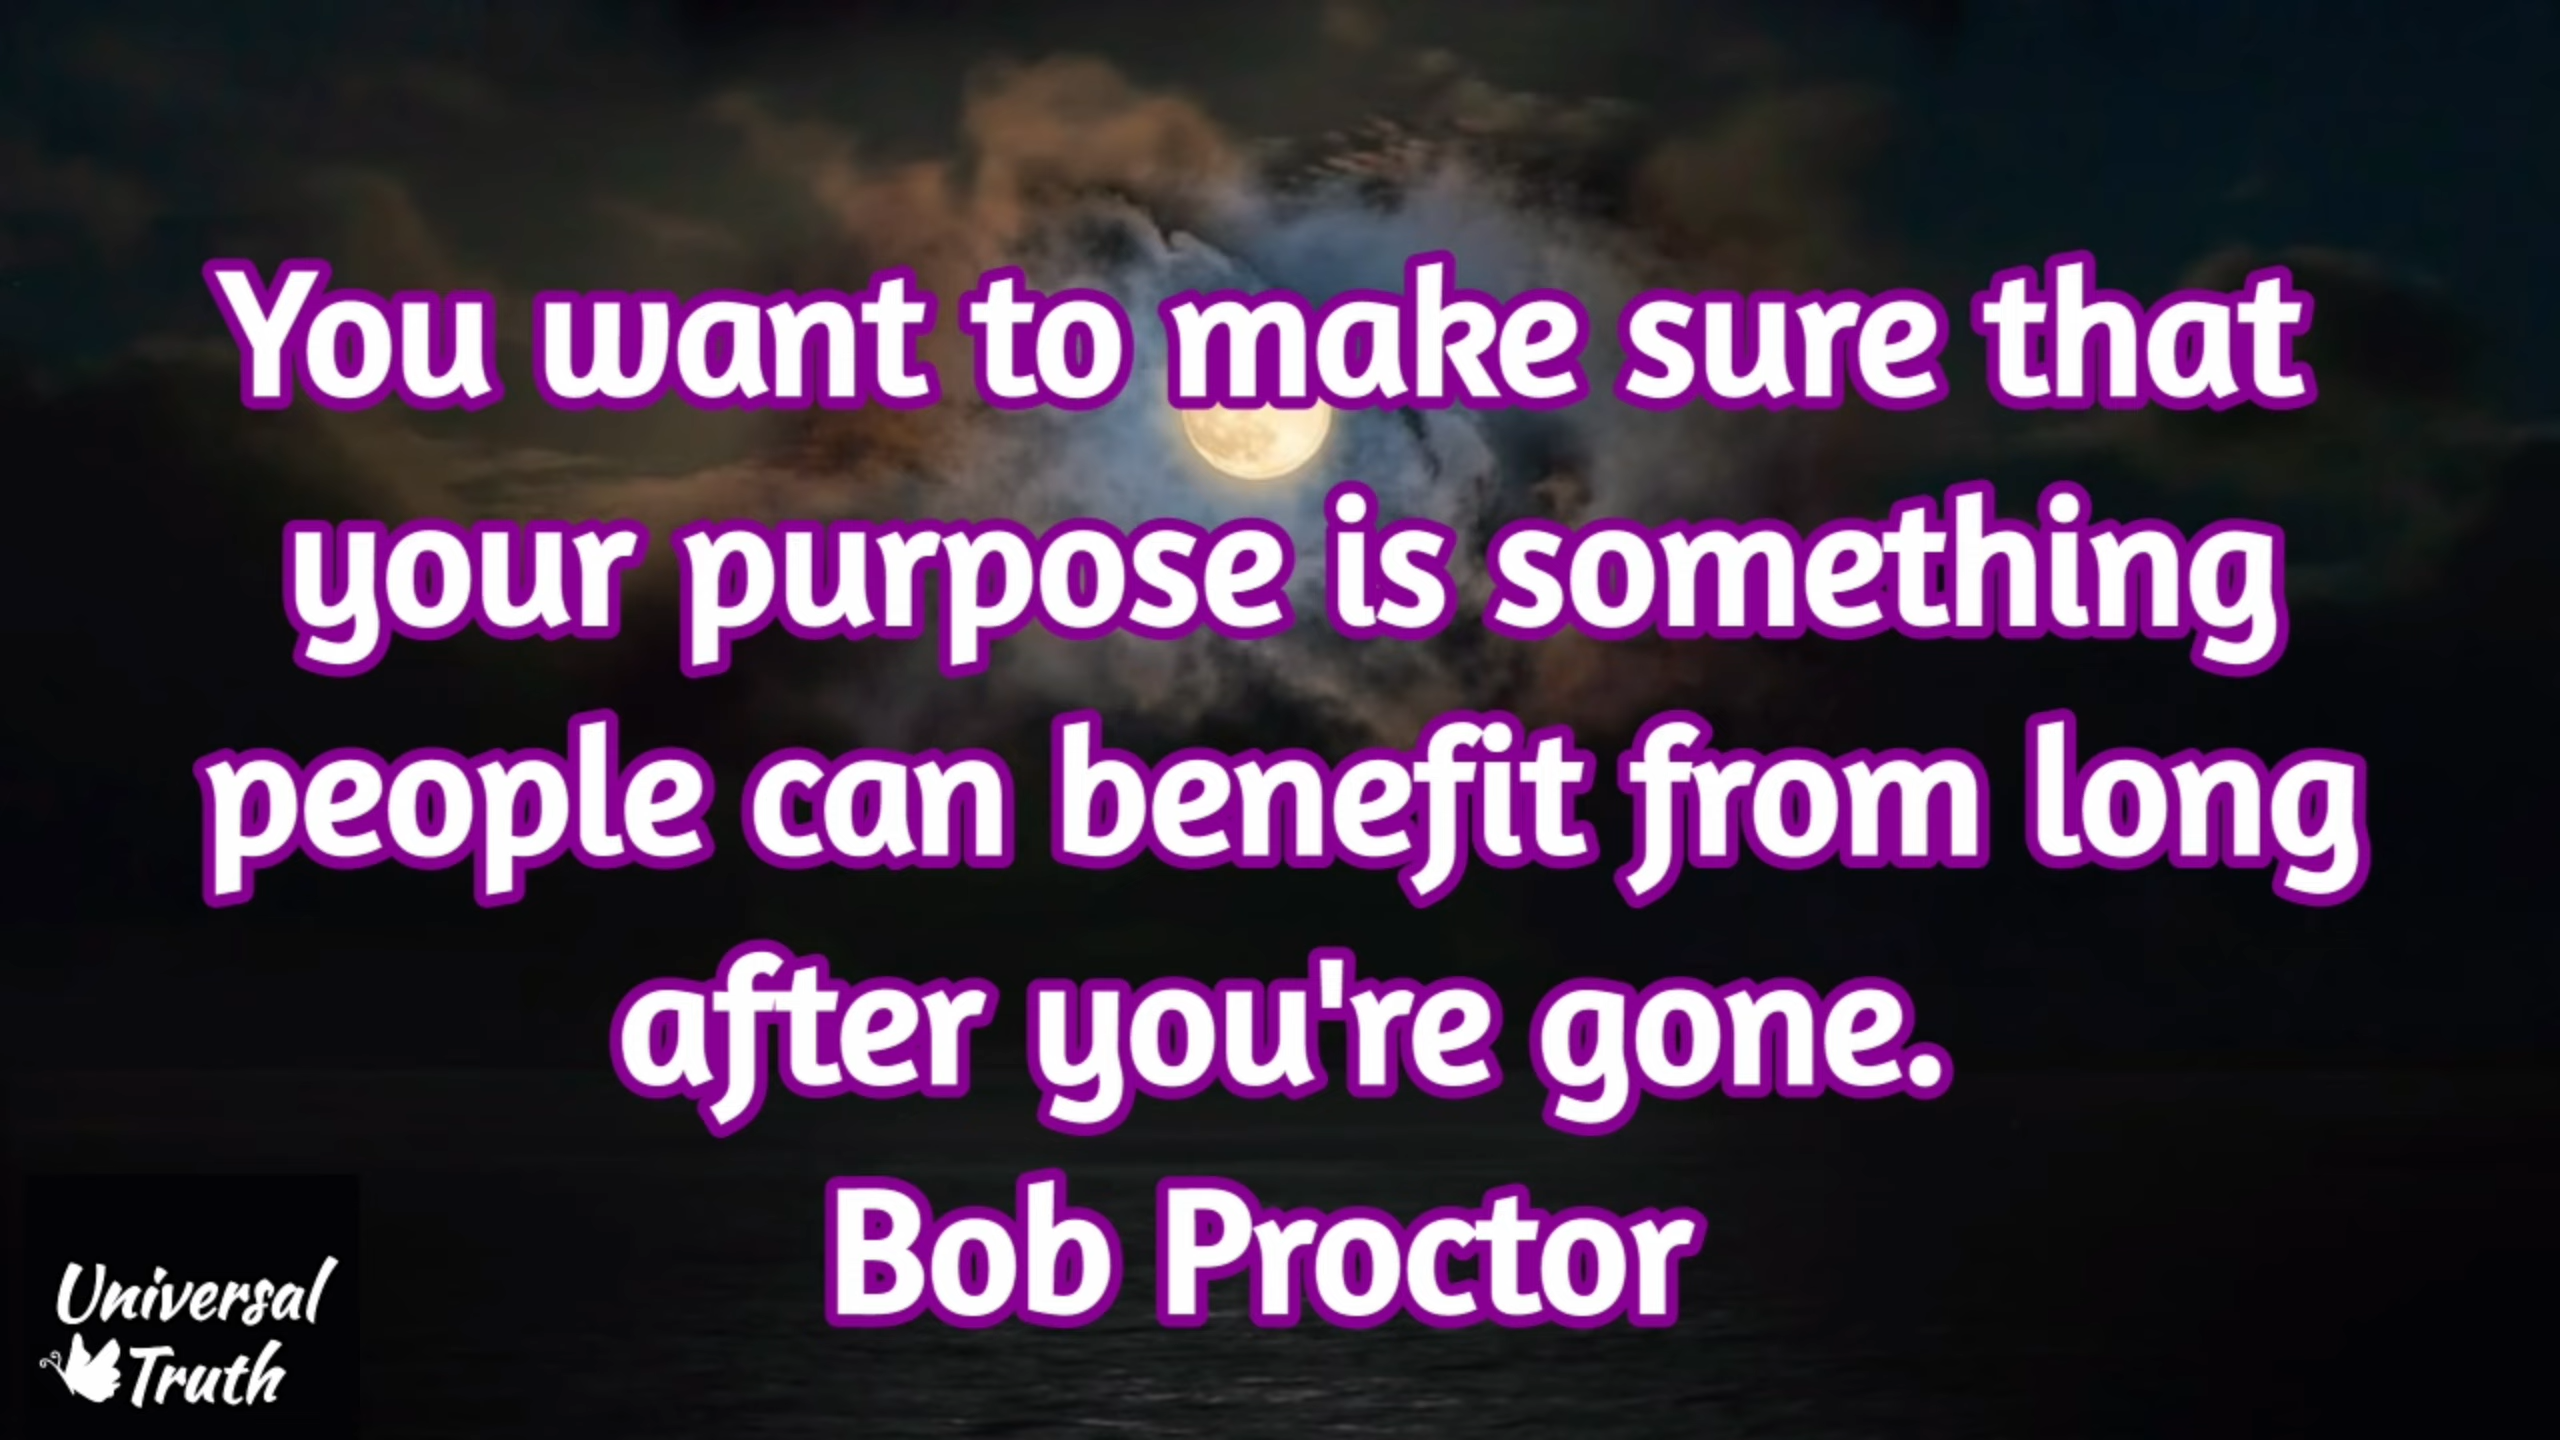 You want to make sure that
your purpose is something
people can benefit from long
after you're gone.
Bob Proctor
Universal
Truth